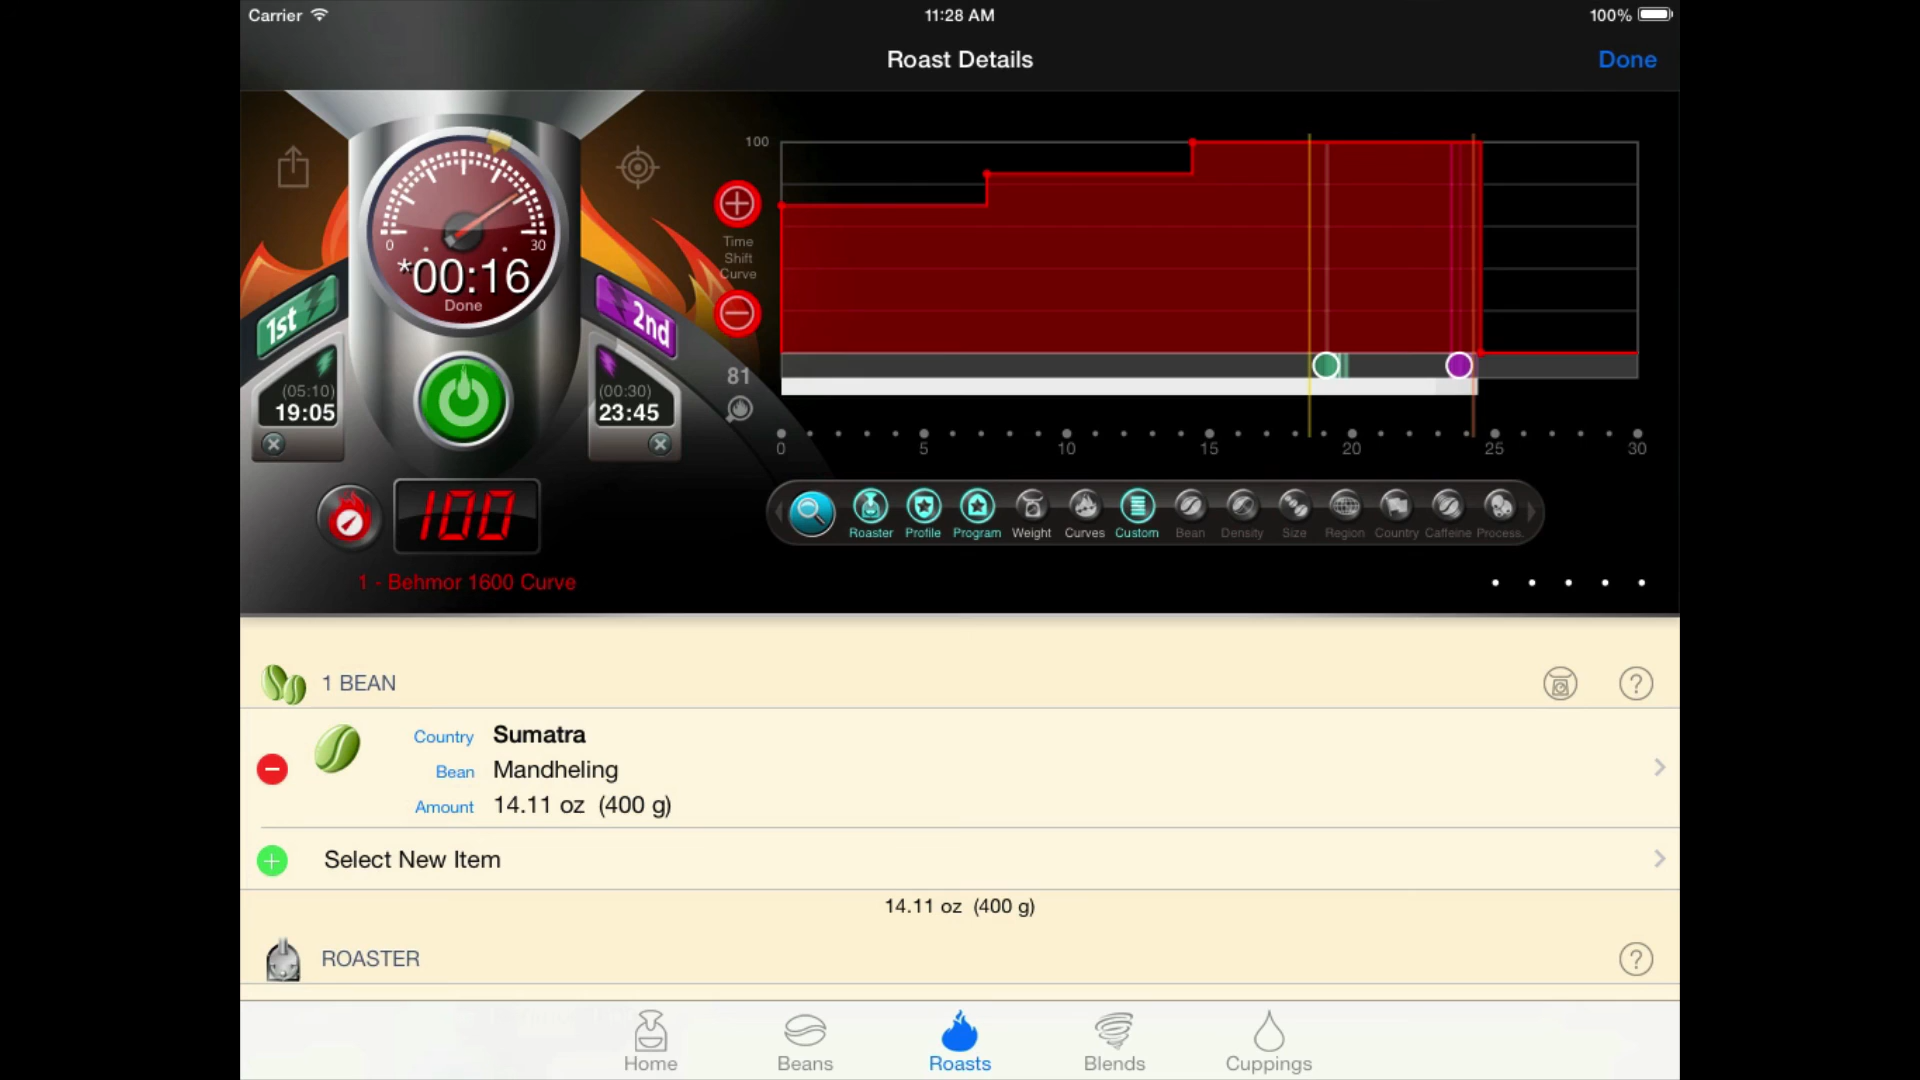 Carrier
11:28 AM
100%
Roast Details
Done
0
30
*00:16
Done
1st
2nd
(05:10)
19:05
(00:30)
23:45
100
1 - Behmor 1600 Curve
Time
Shift
Curve
81
100
0
5
10
15
20
25
30
Roaster
Profile
Program
Weight
Curves
Custom
Bean
Density
Size
Region
Country
Caffeine
Process.
1 BEAN
?
Country Sumatra
Bean Mandheling
Amount 14.11 oz (400 g)
Select New Item
14.11 oz (400 g)
ROASTER
?
Home
Beans
Roasts
Blends
Cuppings